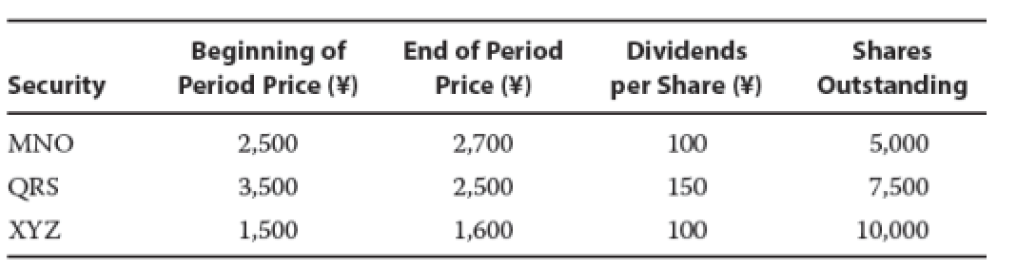 Security Beginning of Period Price (¥) End of Period Price (¥) Dividends per Share (¥) Shares Outstanding
MNO 2,500 2,700 100 5,000
QRS 3,500 2,500 150 7,500
XYZ 1,500 1,600 100 10,000